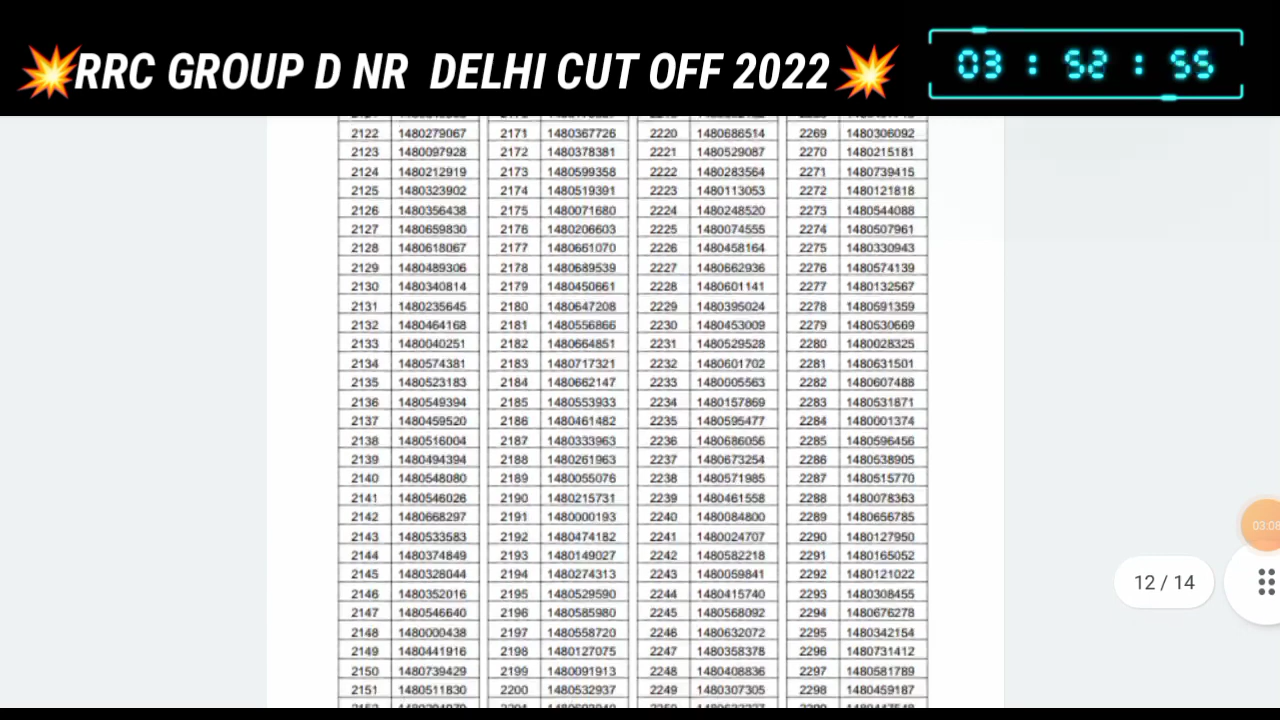 RRC GROUP D NR DELHI CUT OFF 2022
03 : 52 : 55
2122 1480279067 2171 1480367726 2220 1480686514 2269 1480306092
2123 1480097928 2172 1480378381 2221 1480529087 2270 1480215181
2124 1480212919 2173 1480599358 2222 1480283564 2271 1480739415
2125 1480323902 2174 1480519391 2223 1480113053 2272 1480121818
2126 1480356438 2175 1480071680 2224 1480248520 2273 1480544088
2127 1480659830 2176 1480206603 2225 1480074555 2274 1480507961
2128 1480618067 2177 1480661070 2226 1480458164 2275 1480330943
2129 1480489306 2178 1480689539 2227 1480662936 2276 1480574139
2130 1480340814 2179 1480450661 2228 1480601141 2277 1480132567
2131 1480235645 2180 1480647208 2229 1480395024 2278 1480591359
2132 1480464168 2181 1480556866 2230 1480453009 2279 1480530669
2133 1480040251 2182 1480664851 2231 1480529528 2280 1480028325
2134 1480574381 2183 1480717321 2232 1480601702 2281 1480631501
2135 1480523183 2184 1480662147 2233 1480005563 2282 1480607488
2136 1480549394 2185 1480553933 2234 1480157869 2283 1480531871
2137 1480459520 2186 1480461482 2235 1480595477 2284 1480001374
2138 1480516004 2187 1480333963 2236 1480686056 2285 1480596456
2139 1480494394 2188 1480261963 2237 1480673254 2286 1480538905
2140 1480548080 2189 1480055076 2238 1480571985 2287 1480515770
2141 1480546026 2190 1480215731 2239 1480461558 2288 1480078363
2142 1480668297 2191 1480000193 2240 1480084800 2289 1480656785
2143 1480533583 2192 1480474182 2241 1480024707 2290 1480127950
2144 1480374849 2193 1480149027 2242 1480582218 2291 1480165052
2145 1480328044 2194 1480274313 2243 1480059841 2292 1480121022
2146 1480352016 2195 1480529590 2244 1480415740 2293 1480308455
2147 1480546640 2196 1480585980 2245 1480568092 2294 1480676278
2148 1480000438 2197 1480558720 2246 1480632072 2295 1480342154
2149 1480441916 2198 1480127075 2247 1480358378 2296 1480731412
2150 1480739429 2199 1480091913 2248 1480408836 2297 1480581789
2151 1480511830 2200 1480532937 2249 1480307305 2298 1480459187
03:08
12 / 14